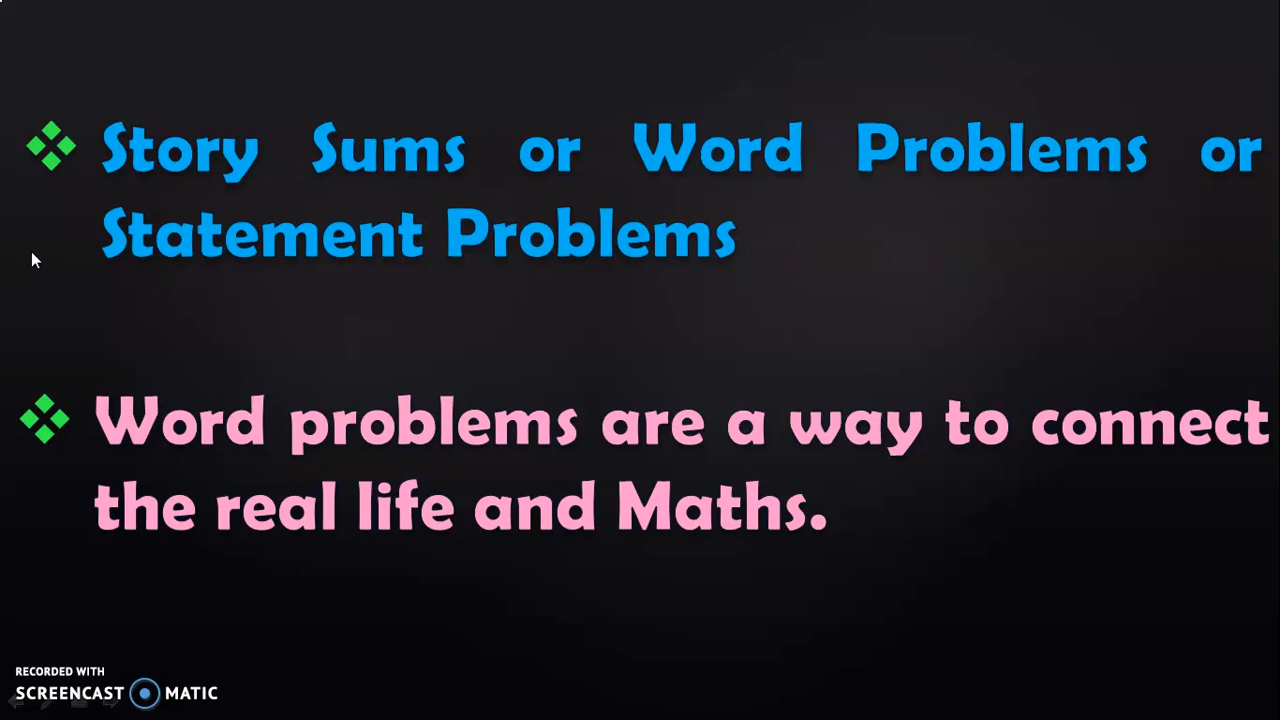 Story Sums or Word Problems or
Statement Problems
Word problems are a way to connect
the real life and Maths.
RECORDED WITH
SCREENCAST MATIC